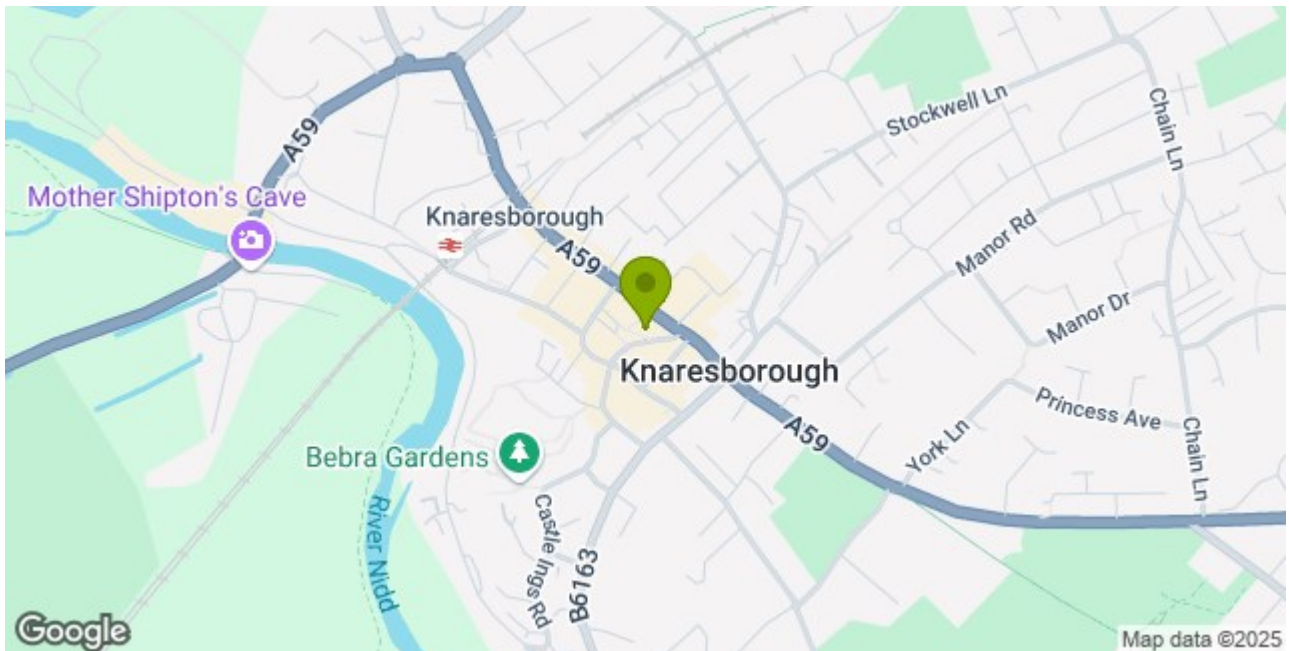 Stockwell Ln
Chain Ln
A59
Mother Shipton's Cave
Knaresborough
Manor Rd
A59
Manor Dr
Knaresborough
Princess Ave
A59
York Ln
Chain Ln
Bebra Gardens
River Nidd
Castle Ings Rd
B6163
Google
Map data ©2025